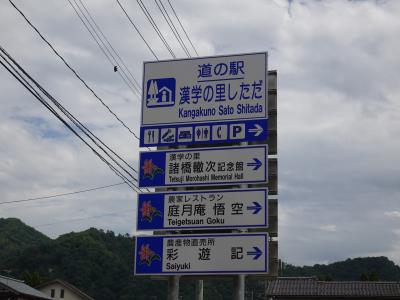 道の駅
漢学の里しただ
Kangakuno Sato Shitada
P
漢学の里
諸橋轍次記念館
Tetsuji Morohashi Memorial Hall
農家レストラン
庭月庵 悟空
Teigetsuan Goku
農産物直売所
彩遊記
Saiyuki